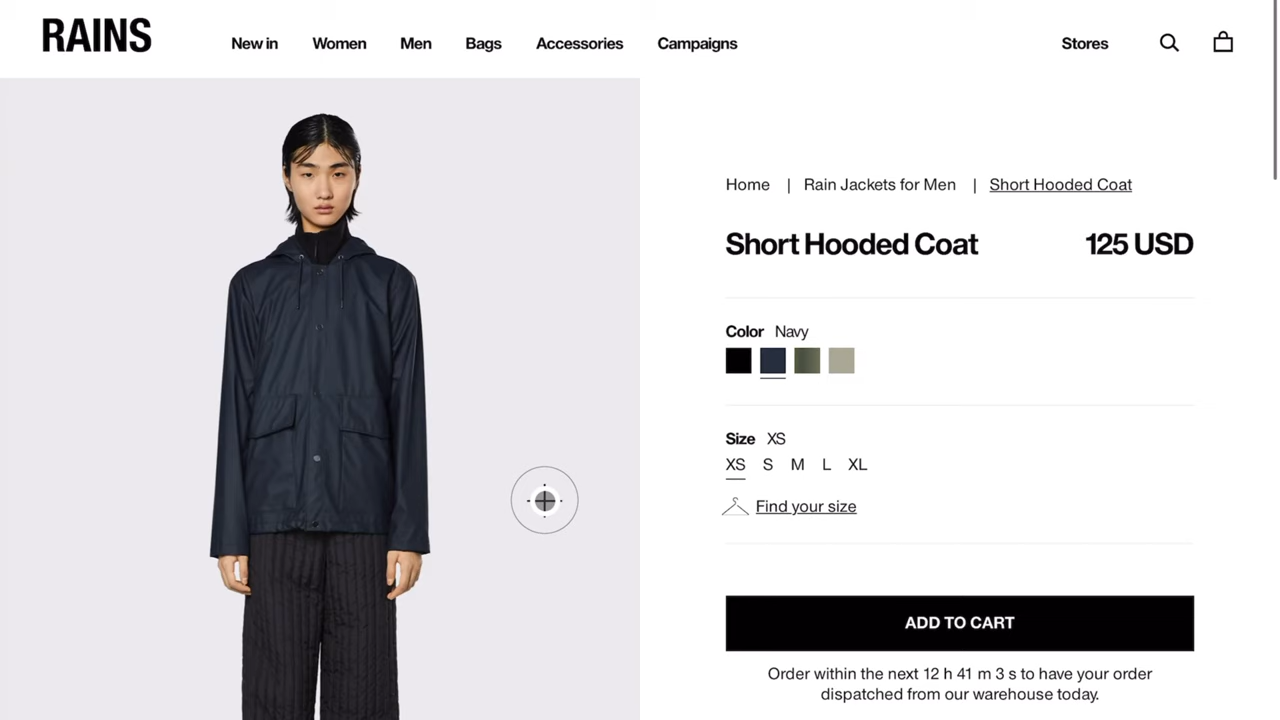 RAINS
New in Women Men Bags Accessories Campaigns Stores
Home | Rain Jackets for Men | Short Hooded Coat
Short Hooded Coat 125 USD
Color Navy
Size XS
XS S M L XL
Find your size
ADD TO CART
Order within the next 12 h 41 m 3 s to have your order
dispatched from our warehouse today.